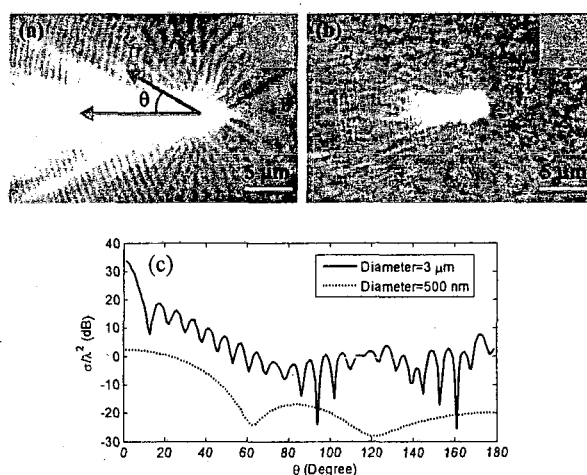 (a)
(b)
θ
5 μm
5 μm
(c)
Diameter=3 μm
Diameter=500 nm
σ/λ² (dB)
40
30
20
10
0
-10
-20
-30
0 20 40 60 80 100 120 140 160 180
θ (Degree)